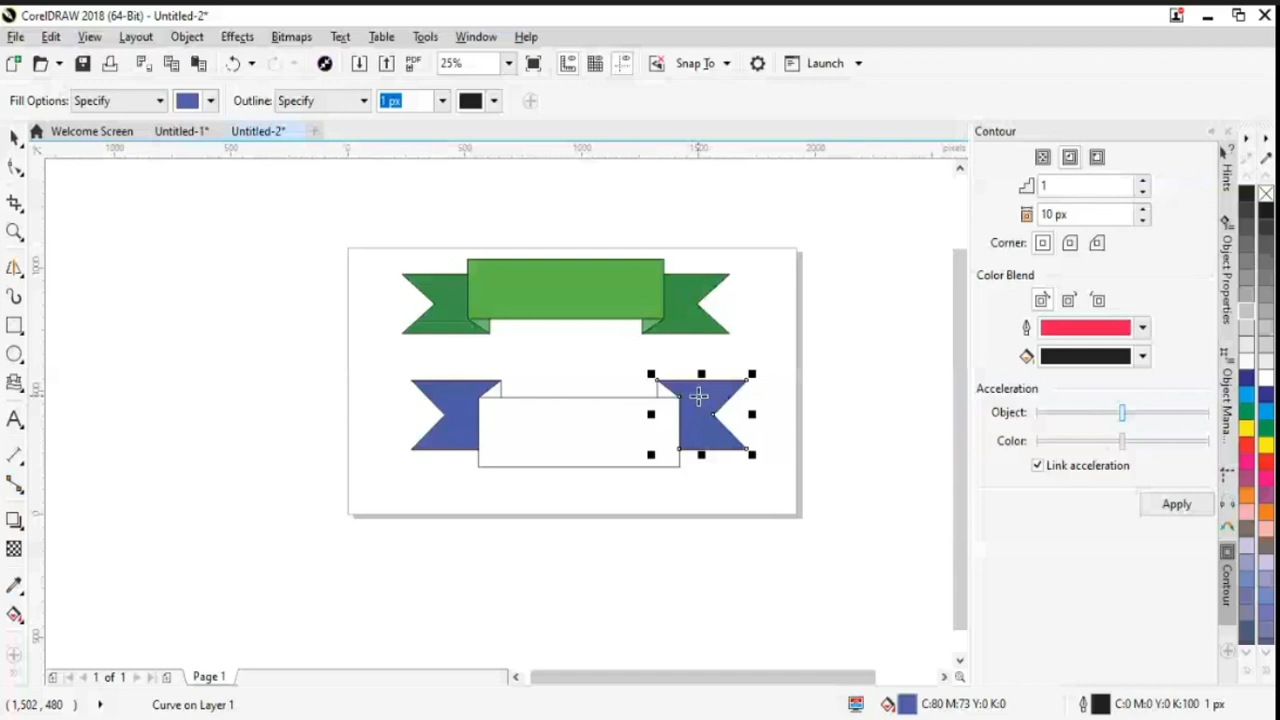 CorelDRAW 2018 (64-Bit) - Untitled-2*
File Edit View Layout Object Effects Bitmaps Text Table Tools Window Help
PDF 25% Snap To Launch
Fill Options: Specify Outline: Specify 1 px
Welcome Screen Untitled-1* Untitled-2*
Contour
1000 500 0 500 1000 1500 2000 pixels
1
10 px
Corner:
Color Blend
Acceleration
Object:
Color:
Link acceleration
Apply
Hints
Object Properties
Object Mana...
Contour
1 of 1 Page 1
( 1,502 , 480 ) Curve on Layer 1 C:80 M:73 Y:0 K:0 C:0 M:0 Y:0 K:100 1 px